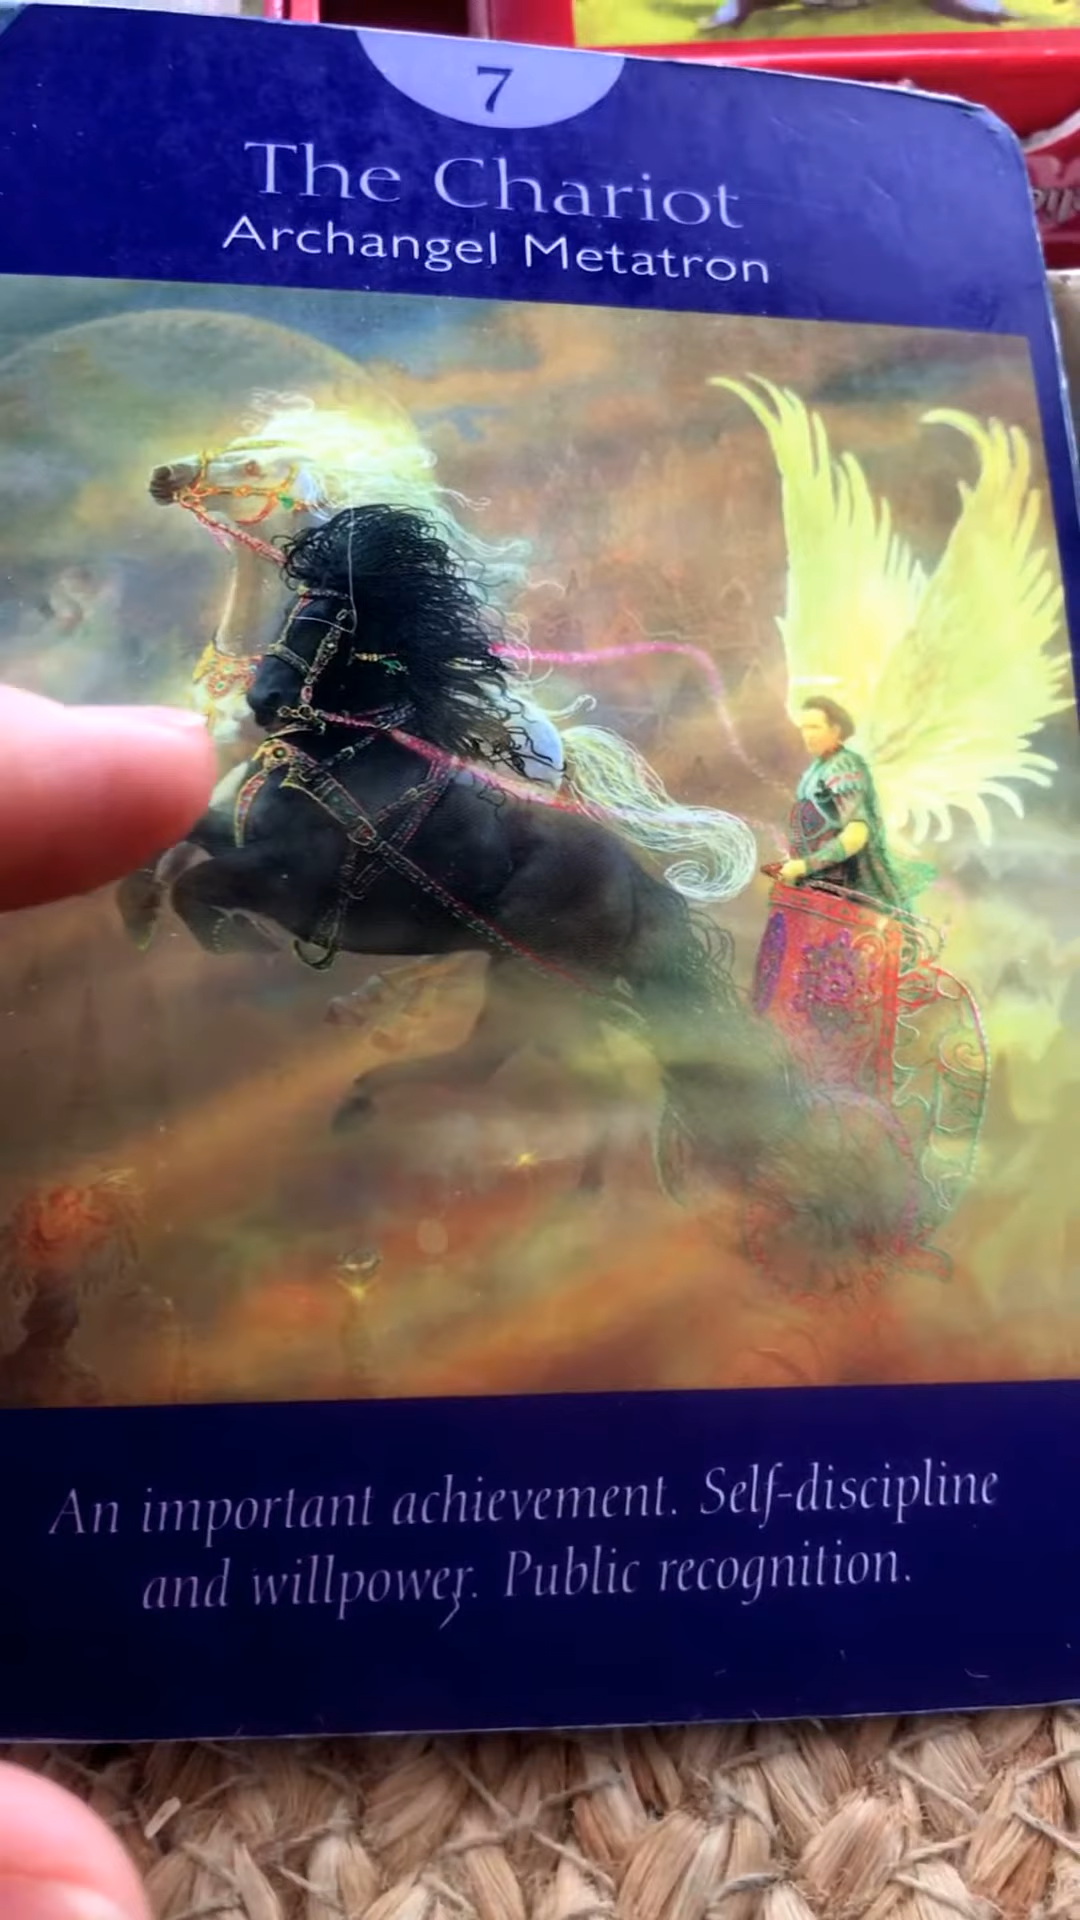 7
The Chariot
Archangel Metatron
An important achievement. Self-discipline
and willpower. Public recognition.